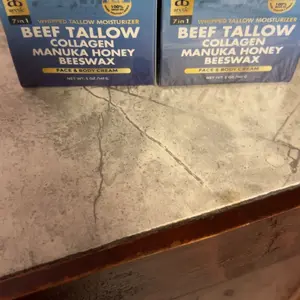 7 in 1
WHIPPED TALLOW MOISTURIZER
BEEF TALLOW
COLLAGEN
MANUKA HONEY
BEESWAX
FACE & BODY CREAM
7 in 1
WHIPPED TALLOW MOISTURIZER
BEEF TALLOW
COLLAGEN
MANUKA HONEY
BEESWAX
FACE & BODY CREAM